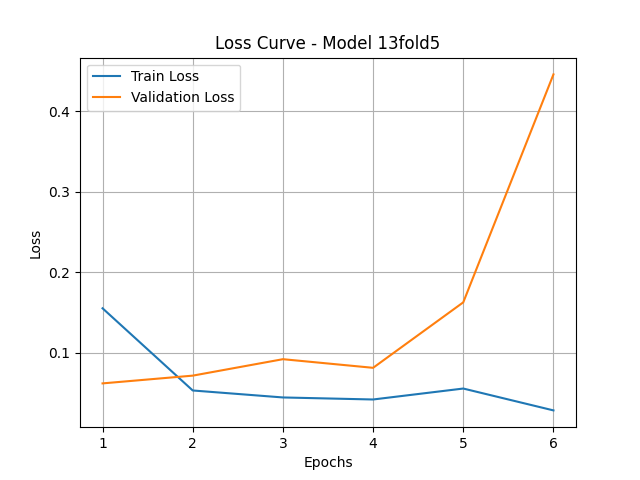 Loss Curve - Model 13fold5
Train Loss
Validation Loss
0.4
0.3
0.2
0.1
Loss
1 2 3 4 5 6
Epochs